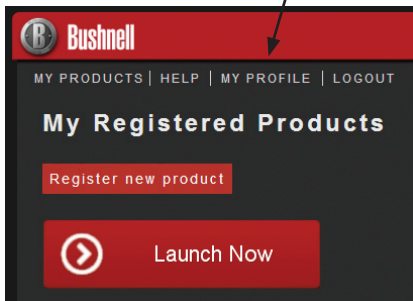 B Bushnell
MY PRODUCTS | HELP | MY PROFILE | LOGOUT
My Registered Products
Register new product
Launch Now